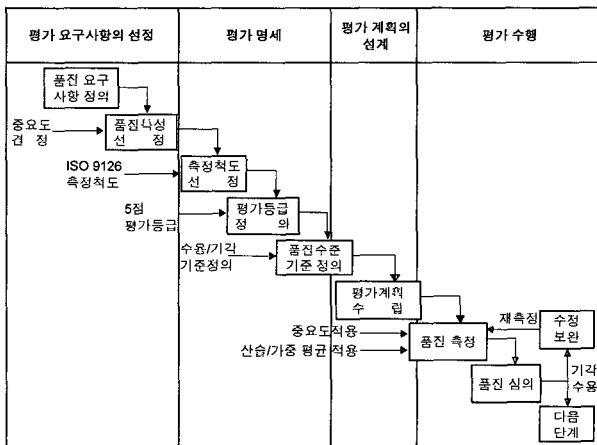 평가 요구사항의 선정
평가 명세
평가 계획의
설계
평가 수행
품진 요구
사항 정의
중요도
결 정
품진특성
선 정
ISO 9126
측정척도
측정척도
선 정
5점
평가등급
평가등급
정 의
수용/기각
기준정의
품진수준
기준 정의
평가계획
수 립
중요도적용
산술/가중 평균 적용
품진 측정
재측정
수정
보완
품진 심의
기각
수용
다음
단계